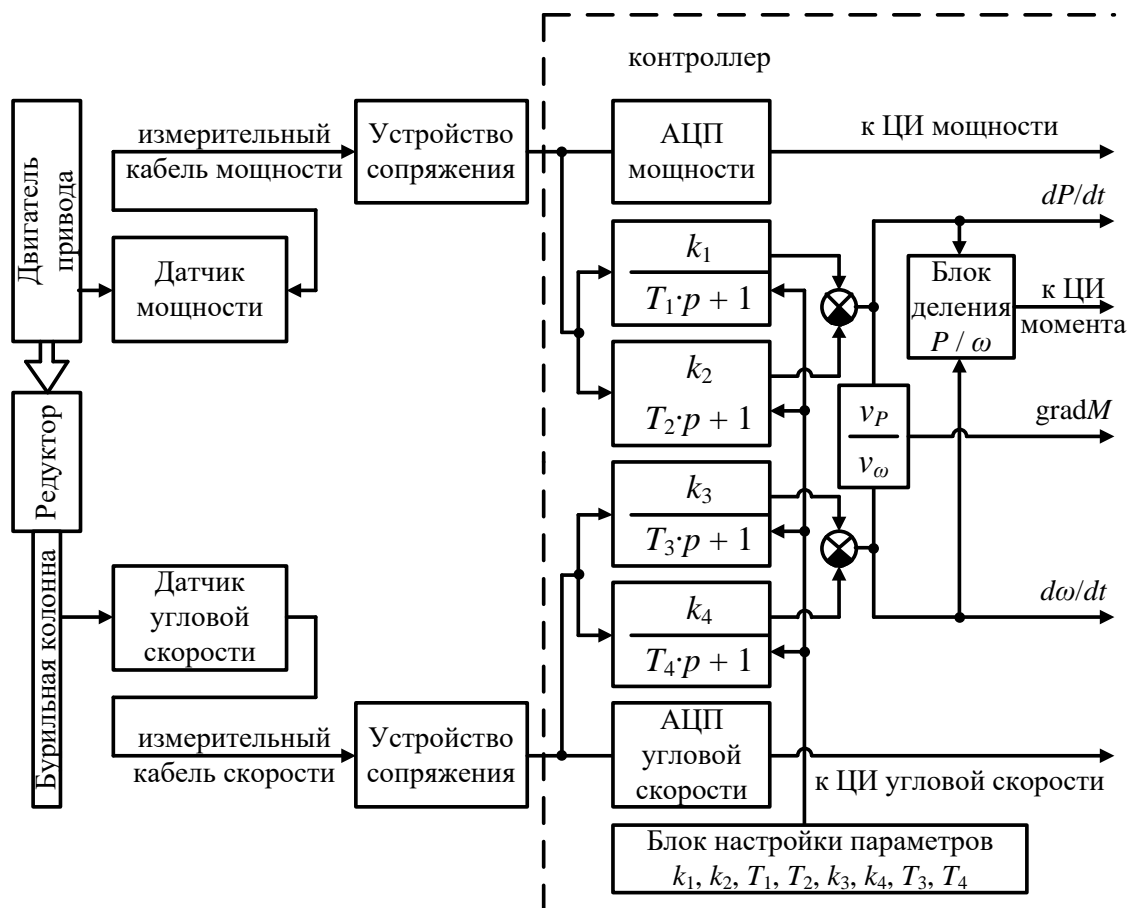 контроллер
Двигатель
привода
измерительный
кабель мощности
Устройство
сопряжения
АЦП
мощности
к ЦИ мощности
Датчик
мощности
k1
T1·p + 1
dP/dt
Блок
деления
P / ω
к ЦИ
момента
k2
T2·p + 1
vP
vω
gradM
Редуктор
k3
T3·p + 1
Бурильная колонна
Датчик
угловой
скорости
k4
T4·p + 1
dω/dt
измерительный
кабель скорости
Устройство
сопряжения
АЦП
угловой
скорости
к ЦИ угловой скорости
Блок настройки параметров
k1, k2, T1, T2, k3, k4, T3, T4